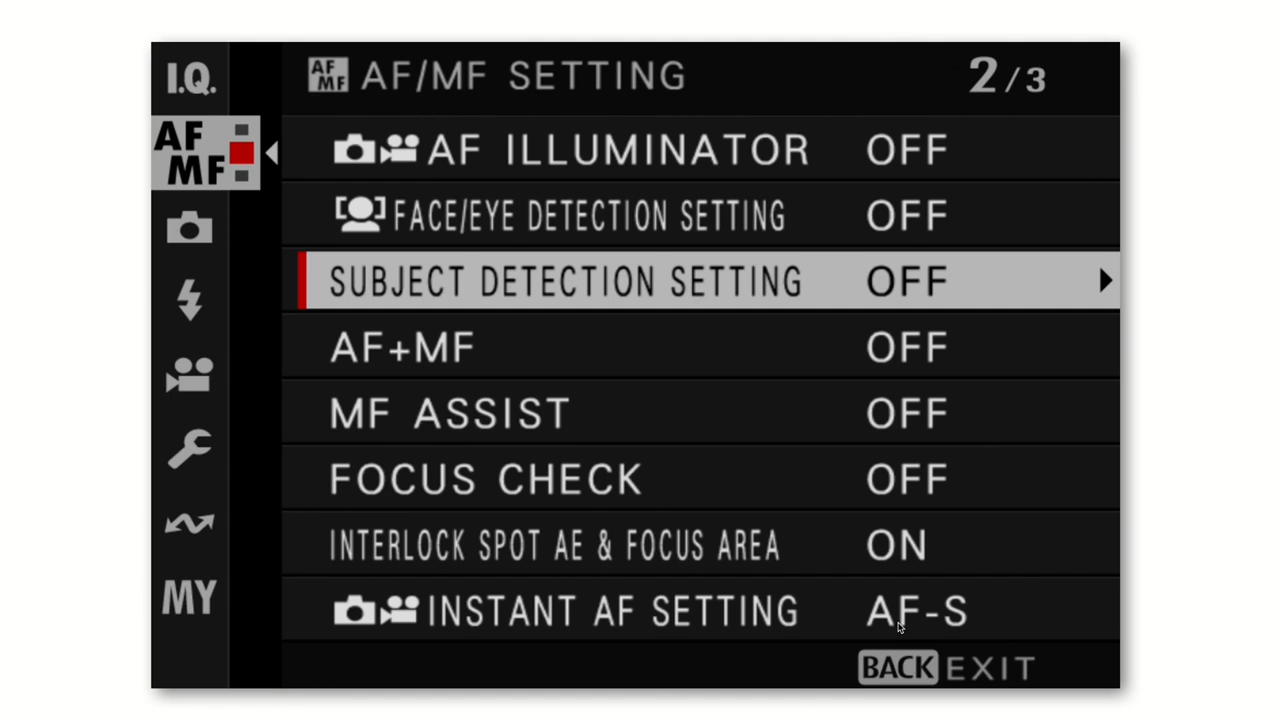 I.Q.
AF
MF
MY
AF MF AF/MF SETTING 2/3
AF ILLUMINATOR OFF
FACE/EYE DETECTION SETTING OFF
SUBJECT DETECTION SETTING OFF
AF+MF OFF
MF ASSIST OFF
FOCUS CHECK OFF
INTERLOCK SPOT AE & FOCUS AREA ON
INSTANT AF SETTING AF-S
BACK EXIT